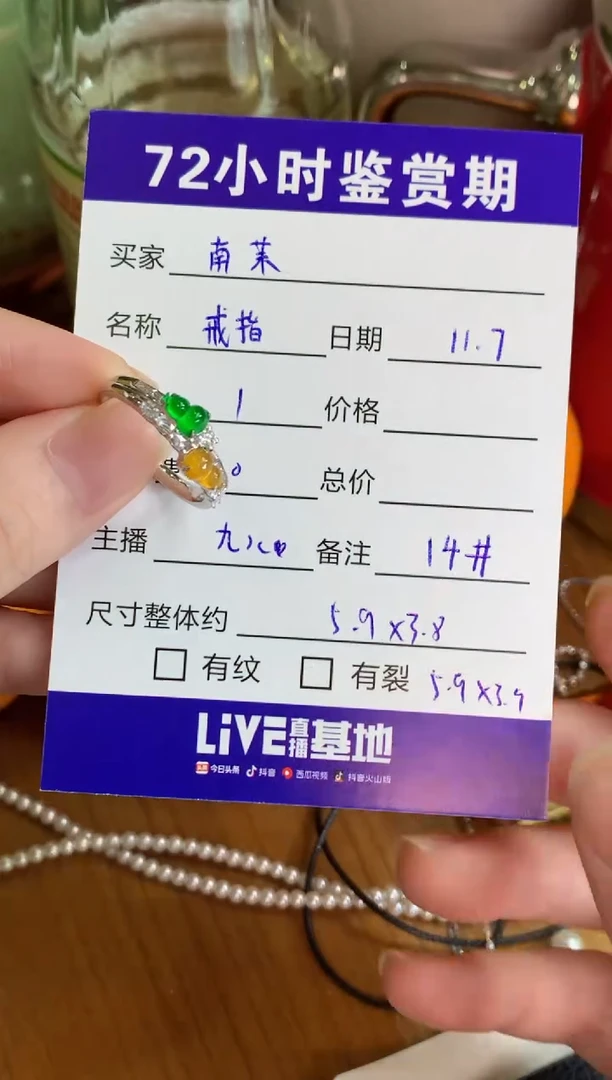 72小时鉴赏期
买家 南茉
名称 戒指 日期 11.7
1 价格
0 总价
主播 备注 14#
尺寸整体约 5.9x3.8
□ 有纹 □ 有裂 5.9x3.9
LiVE直播基地
今日头条 抖音 西瓜视频 抖音火山版